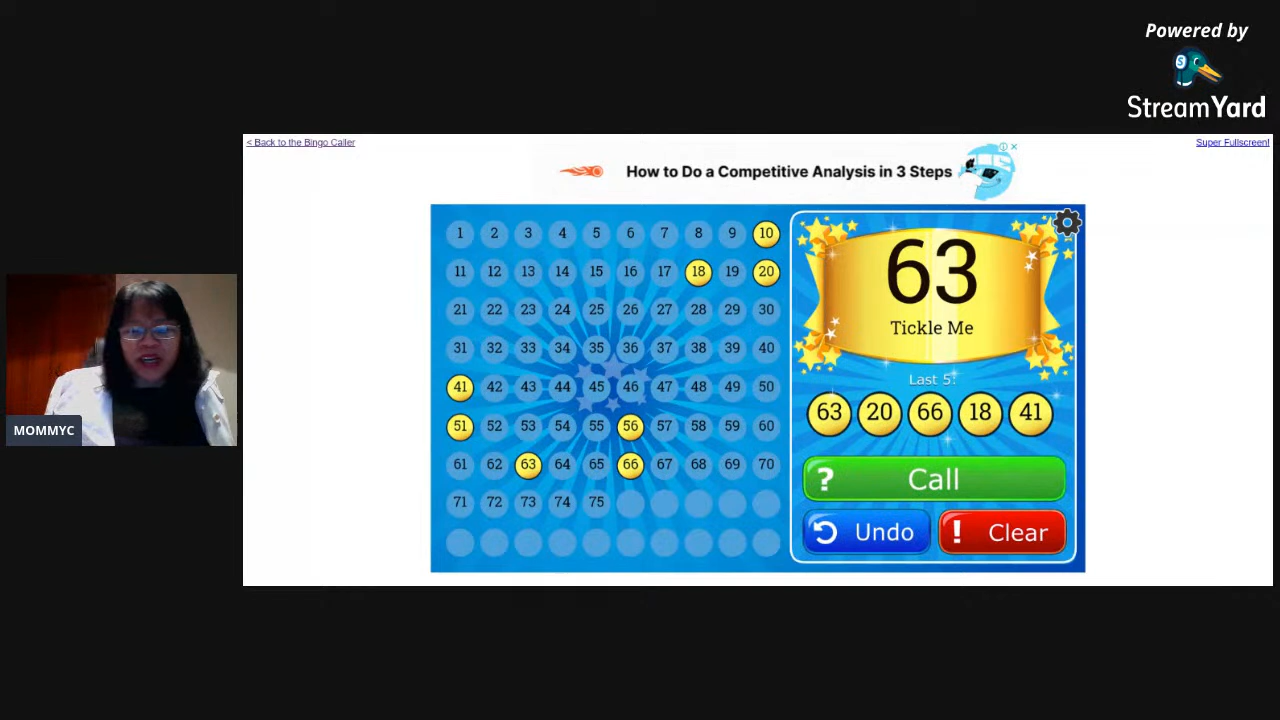 Powered by
StreamYard
< Back to the Bingo Caller
Super Fullscreen!
How to Do a Competitive Analysis in 3 Steps
1 2 3 4 5 6 7 8 9 10
11 12 13 14 15 16 17 18 19 20
21 22 23 24 25 26 27 28 29 30
31 32 33 34 35 36 37 38 39 40
41 42 43 44 45 46 47 48 49 50
51 52 53 54 55 56 57 58 59 60
61 62 63 64 65 66 67 68 69 70
71 72 73 74 75
63
Tickle Me
Last 5:
63 20 66 18 41
? Call
Undo
! Clear
MOMMYC